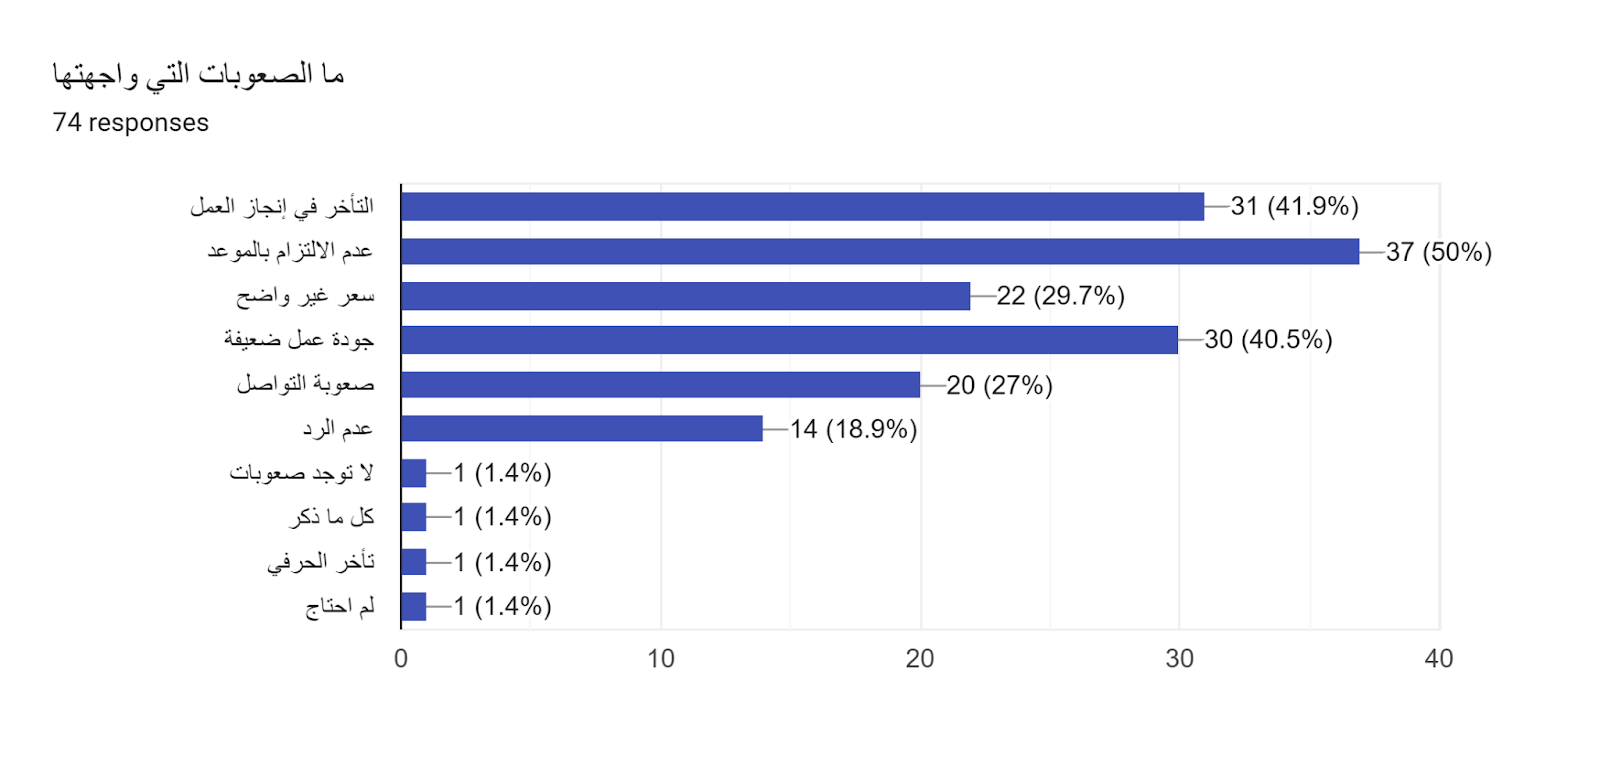 ما الصعوبات التي واجهتها
74 responses
التأخر في إنجاز العمل 31 (41.9%)
عدم الالتزام بالموعد 37 (50%)
سعر غير واضح 22 (29.7%)
جودة عمل ضعيفة 30 (40.5%)
صعوبة التواصل 20 (27%)
عدم الرد 14 (18.9%)
لا توجد صعوبات 1 (1.4%)
كل ما ذكر 1 (1.4%)
تأخر الحرفي 1 (1.4%)
لم احتاج 1 (1.4%)
0 10 20 30 40